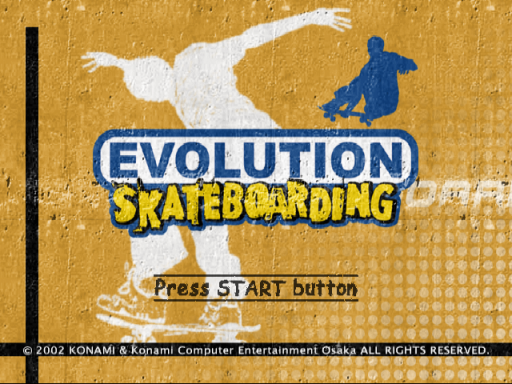 EVOLUTION
SKATEBOARDING
Press START button
© 2002 KONAMI & Konami Computer Entertainment Osaka ALL RIGHTS RESERVED.